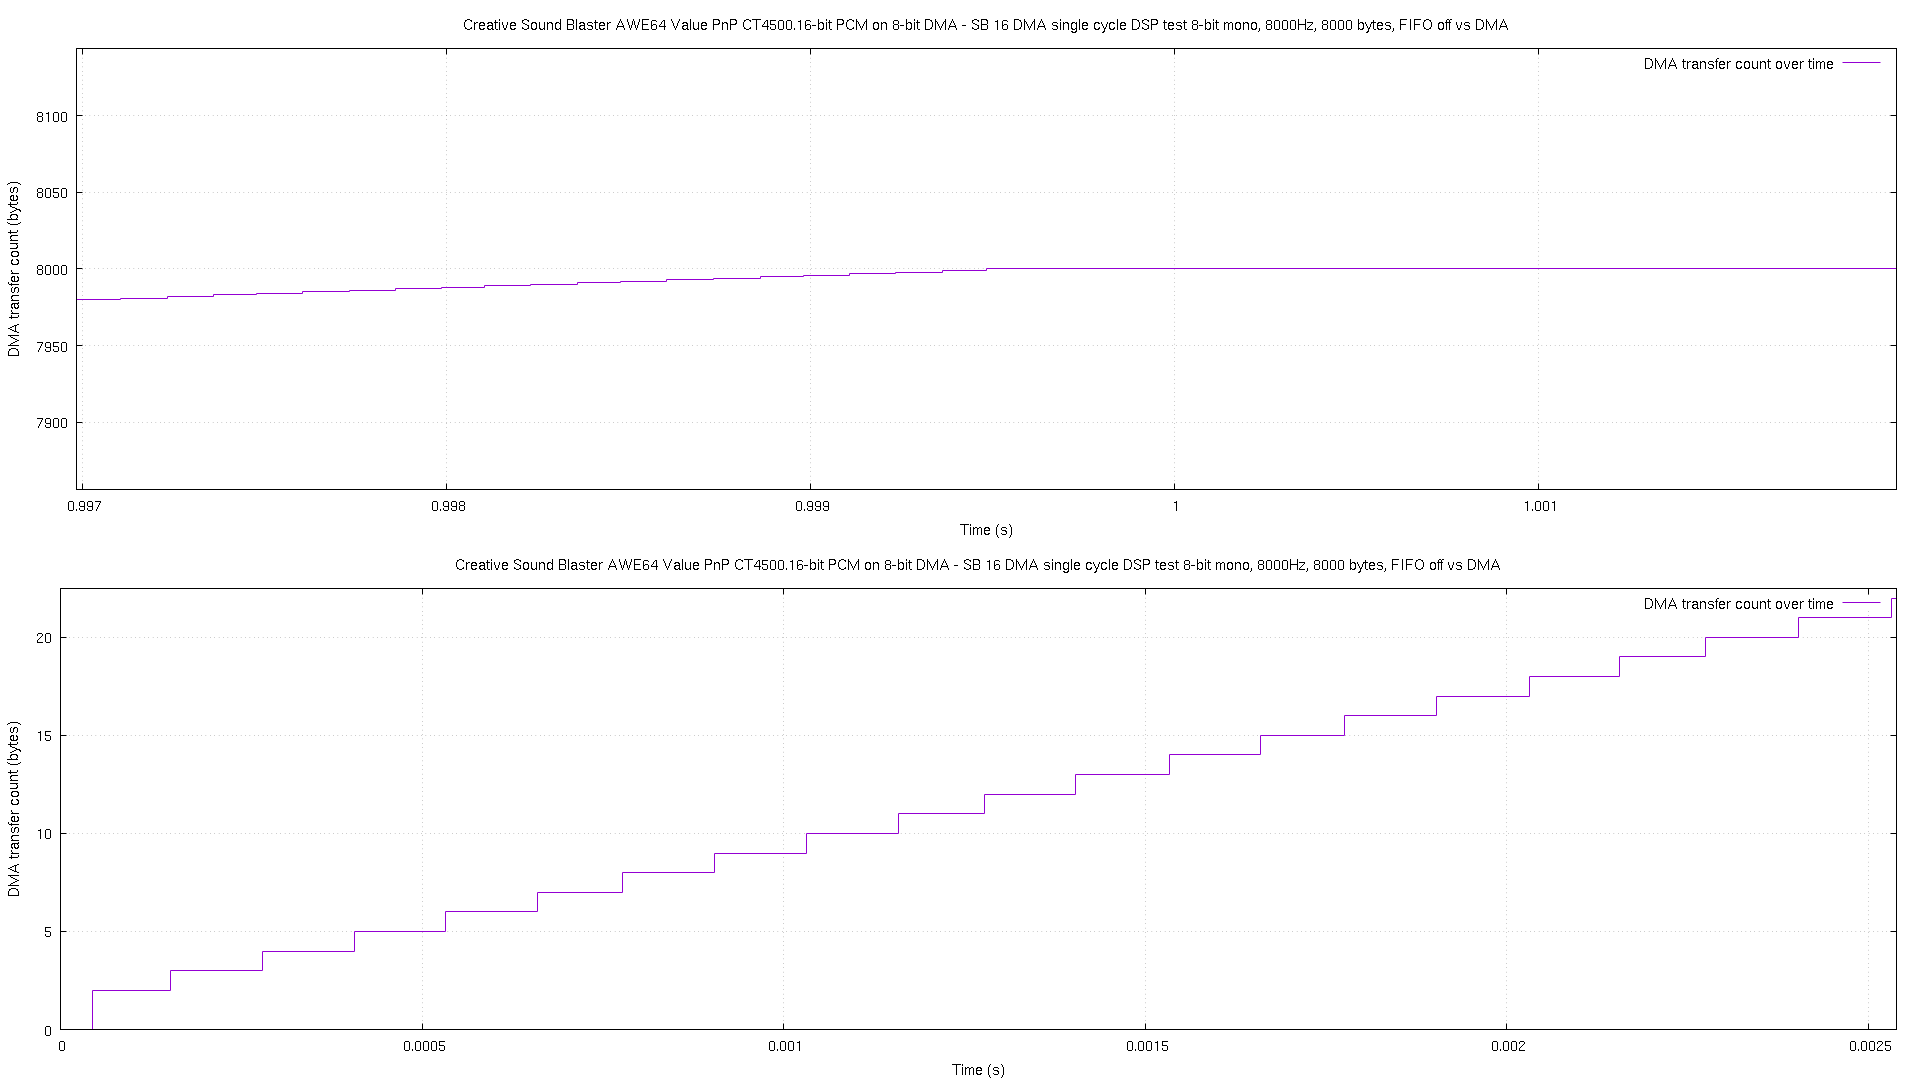 Creative Sound Blaster AWE64 Value PnP CT4500.16-bit PCM on 8-bit DMA - SB 16 DMA single cycle DSP test 8-bit mono, 8000Hz, 8000 bytes, FIFO off vs DMA
DMA transfer count over time
8100
8050
8000
7950
7900
DMA transfer count (bytes)
0.997 0.998 0.999 1 1.001
Time (s)
Creative Sound Blaster AWE64 Value PnP CT4500.16-bit PCM on 8-bit DMA - SB 16 DMA single cycle DSP test 8-bit mono, 8000Hz, 8000 bytes, FIFO off vs DMA
DMA transfer count over time
20
15
10
5
0
DMA transfer count (bytes)
0 0.0005 0.001 0.0015 0.002 0.0025
Time (s)